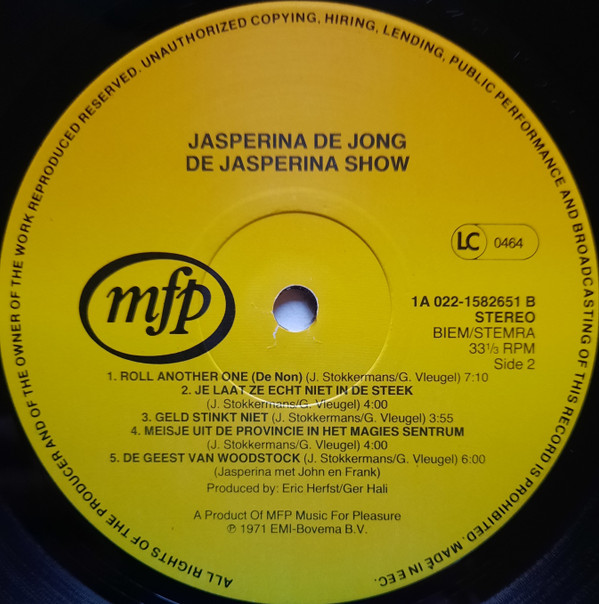 ALL RIGHTS OF THE PRODUCER AND OF THE OWNER OF THE WORK REPRODUCED RESERVED. UNAUTHORIZED COPYING, HIRING, LENDING, PUBLIC PERFORMANCE AND BROADCASTING OF THIS RECORD IS PROHIBITED. MADE IN EEC.
JASPERINA DE JONG
DE JASPERINA SHOW
LC 0464
mfp
1A 022-1582651 B
STEREO
BIEM/STEMRA
33⅓ RPM
Side 2
1. ROLL ANOTHER ONE (De Non) (J. Stokkermans/G. Vleugel) 7:10
2. JE LAAT ZE ECHT NIET IN DE STEEK
(J. Stokkermans/G. Vleugel) 4:00
3. GELD STINKT NIET (J. Stokkermans/G. Vleugel) 3:55
4. MEISJE UIT DE PROVINCIE IN HET MAGIES SENTRUM
(J. Stokkermans/G. Vleugel) 4:00
5. DE GEEST VAN WOODSTOCK (J. Stokkermans/G. Vleugel) 6:00
(Jasperina met John en Frank)
Produced by: Eric Herfst/Ger Hali
A Product Of MFP Music For Pleasure
℗ 1971 EMI-Bovema B.V.